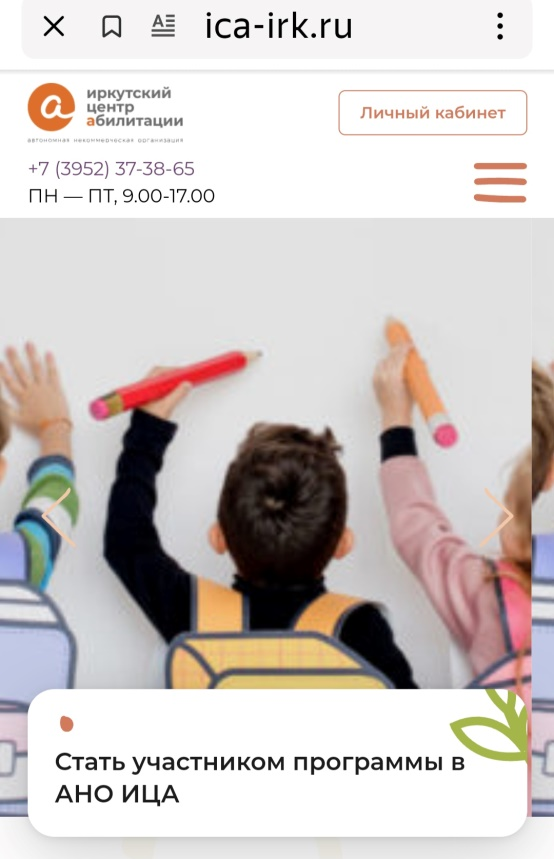 ica-irk.ru
иркутский
центр
абилитации
автономная некоммерческая организация
Личный кабинет
+7 (3952) 37-38-65
ПН — ПТ, 9.00-17.00
Стать участником программы в
АНО ИЦА